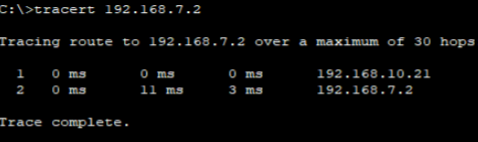 C:\>tracert 192.168.7.2
Tracing route to 192.168.7.2 over a maximum of 30 hops
1 0 ms 0 ms 0 ms 192.168.10.21
2 0 ms 11 ms 3 ms 192.168.7.2
Trace complete.